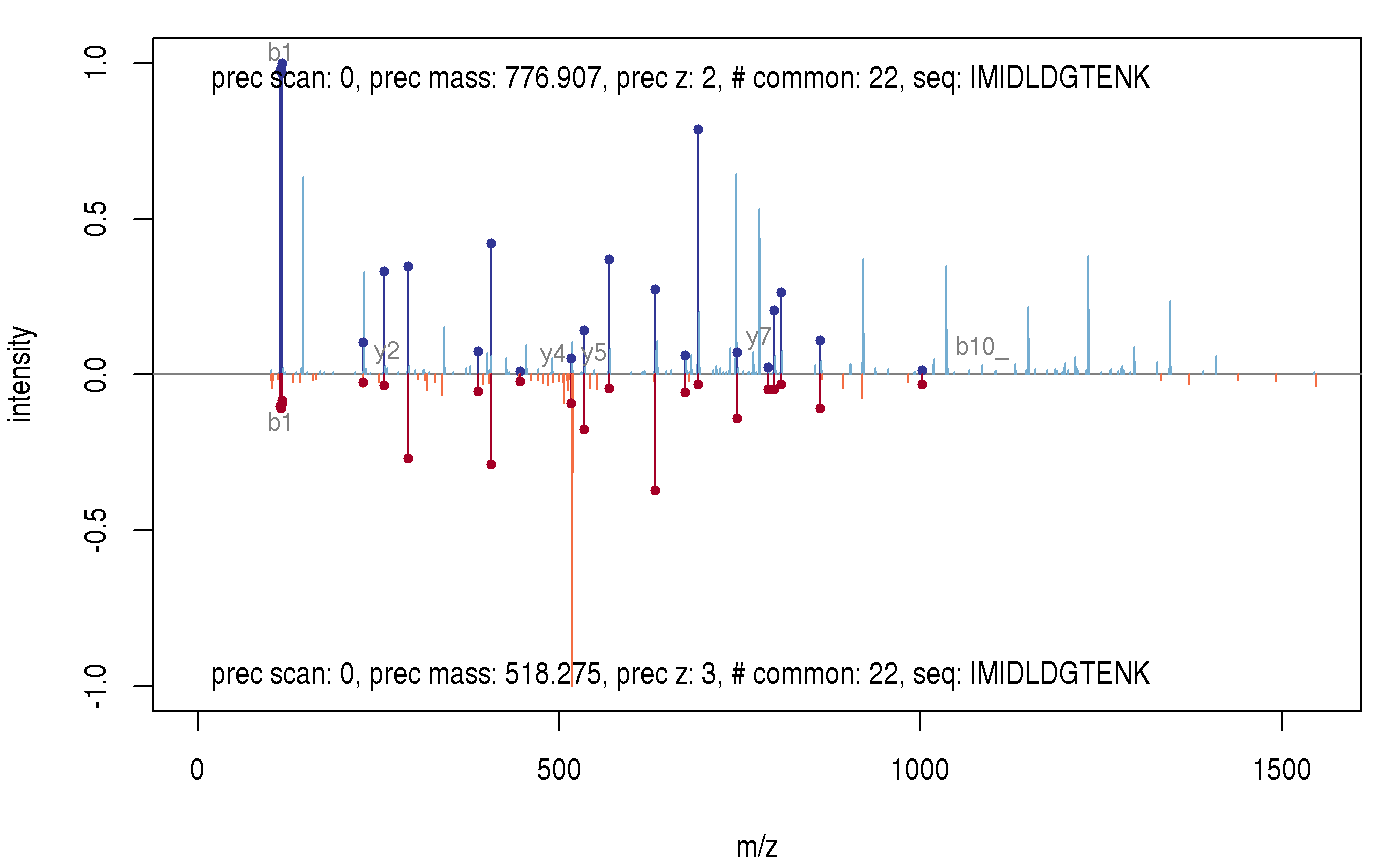 b1
prec scan: 0, prec mass: 776.907, prec z: 2, # common: 22, seq: IMIDLDGTENK
1.0
0.5
0.0
-0.5
-1.0
intensity
y2
y4_
y5
y7
b10_
b1
prec scan: 0, prec mass: 518.275, prec z: 3, # common: 22, seq: IMIDLDGTENK
0
500
1000
1500
m/z